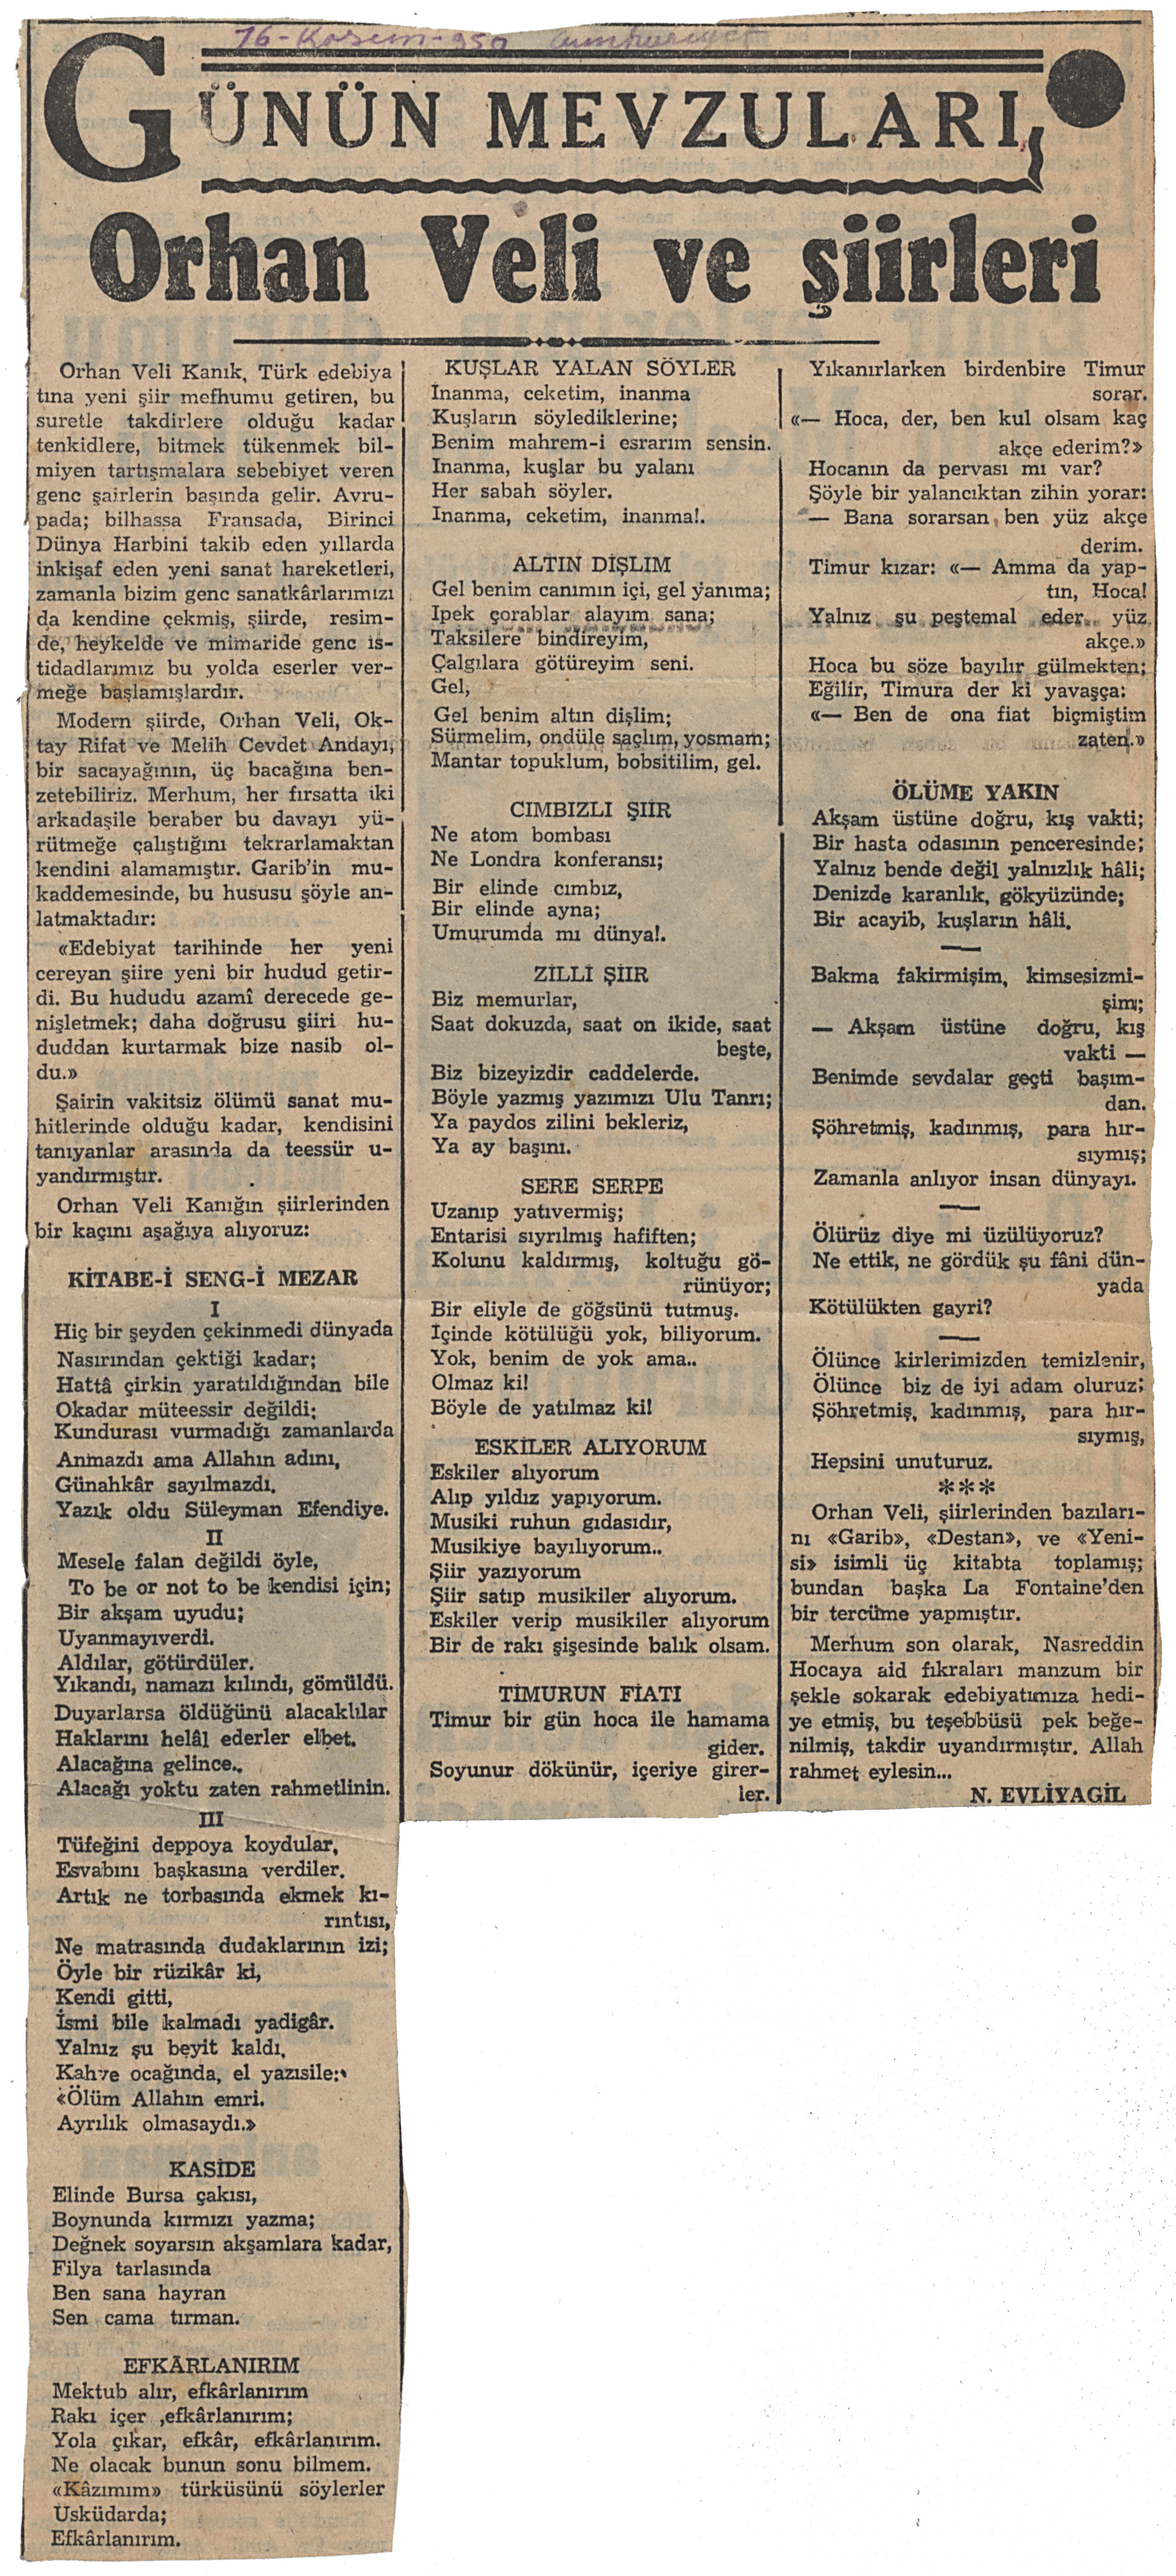 16-Kasım-950 Cumhuriyet
GÜNÜN MEVZULARI
Orhan Veli ve şiirleri
Orhan Veli Kanık, Türk edebiya
tına yeni şiir mefhumu getiren, bu
suretle takdirlere olduğu kadar
tenkidlere, bitmek tükenmek bil-
miyen tartışmalara sebebiyet veren
genc şairlerin başında gelir. Avru-
pada; bilhassa Fransada, Birinci
Dünya Harbini takib eden yıllarda
inkişaf eden yeni sanat hareketleri,
zamanla bizim genc sanatkârlarımızı
da kendine çekmiş, şiirde, resim-
de, heykelde ve mimaride genc is-
tidadlarımız bu yolda eserler ver-
meğe başlamışlardır.
Modern şiirde, Orhan Veli, Ok-
tay Rifat ve Melih Cevdet Andayı,
bir sacayağının, üç bacağına ben-
zetebiliriz. Merhum, her fırsatta iki
arkadaşile beraber bu davayı yü-
rütmeğe çalıştığını tekrarlamaktan
kendini alamamıştır. Garib'in mu-
kaddemesinde, bu hususu şöyle an-
latmaktadır:
«Edebiyat tarihinde her yeni
cereyan şiire yeni bir hudud getir-
di. Bu hududu azamî derecede ge-
nişletmek; daha doğrusu şiiri hu-
duddan kurtarmak bize nasib ol-
du.»
Şairin vakitsiz ölümü sanat mu-
hitlerinde olduğu kadar, kendisini
tanıyanlar arasında da teessür u-
yandırmıştır.
Orhan Veli Kanığın şiirlerinden
bir kaçını aşağıya alıyoruz:
KİTABE-İ SENG-İ MEZAR
I
Hiç bir şeyden çekinmedi dünyada
Nasırından çektiği kadar;
Hattâ çirkin yaratıldığından bile
Okadar müteessir değildi;
Kundurası vurmadığı zamanlarda
Anmazdı ama Allahın adını,
Günahkâr sayılmazdı.
Yazık oldu Süleyman Efendiye.
II
Mesele falan değildi öyle,
To be or not to be kendisi için;
Bir akşam uyudu;
Uyanmayıverdi.
Aldılar, götürdüler.
Yıkandı, namazı kılındı, gömüldü.
Duyarlarsa öldüğünü alacaklılar
Haklarını helâl ederler elbet.
Alacağına gelince..
Alacağı yoktu zaten rahmetlinin.
III
Tüfeğini deppoya koydular,
Esvabını başkasına verdiler.
Artık ne torbasında ekmek kı-
rıntısı,
Ne matrasında dudaklarının izi;
Öyle bir rüzikâr ki,
Kendi gitti,
İsmi bile kalmadı yadigâr.
Yalnız şu beyit kaldı,
Kahve ocağında, el yazısile:
«Ölüm Allahın emri.
Ayrılık olmasaydı.»
KASİDE
Elinde Bursa çakısı,
Boynunda kırmızı yazma;
Değnek soyarsın akşamlara kadar,
Filya tarlasında
Ben sana hayran
Sen cama tırman.
EFKÂRLANIRIM
Mektub alır, efkârlanırım
Rakı içer ,efkârlanırım;
Yola çıkar, efkâr, efkârlanırım.
Ne olacak bunun sonu bilmem.
«Kâzımım» türküsünü söylerler
Üsküdarda;
Efkârlanırım.
KUŞLAR YALAN SÖYLER
İnanma, ceketim, inanma
Kuşların söylediklerine;
Benim mahrem-i esrarım sensin.
İnanma, kuşlar bu yalanı
Her sabah söyler.
İnanma, ceketim, inanma!.
ALTIN DİŞLİM
Gel benim canımın içi, gel yanıma;
İpek çorablar alayım sana;
Taksilere bindireyim,
Çalgılara götüreyim seni.
Gel,
Gel benim altın dişlim;
Sürmelim, ondüle saçlım, yosmam;
Mantar topuklum, bobsitilim, gel.
CIMBIZLI ŞİİR
Ne atom bombası
Ne Londra konferansı;
Bir elinde cımbız,
Bir elinde ayna;
Umurumda mı dünya!.
ZİLLİ ŞİİR
Biz memurlar,
Saat dokuzda, saat on ikide, saat
beşte,
Biz bizeyizdir caddelerde.
Böyle yazmış yazımızı Ulu Tanrı;
Ya paydos zilini bekleriz,
Ya ay başını.
SERE SERPE
Uzanıp yatıvermiş;
Entarisi sıyrılmış hafiften;
Kolunu kaldırmış, koltuğu gö-
rünüyor;
Bir eliyle de göğsünü tutmuş.
İçinde kötülüğü yok, biliyorum.
Yok, benim de yok ama..
Olmaz ki!
Böyle de yatılmaz ki!
ESKİLER ALIYORUM
Eskiler alıyorum
Alıp yıldız yapıyorum.
Musiki ruhun gıdasıdır,
Musikiye bayılıyorum..
Şiir yazıyorum
Şiir satıp musikiler alıyorum.
Eskiler verip musikiler alıyorum
Bir de rakı şişesinde balık olsam.
TİMURUN FİATI
Timur bir gün hoca ile hamama
gider.
Soyunur dökünür, içeriye girer-
ler.
Yıkanırlarken birdenbire Timur
sorar.
«— Hoca, der, ben kul olsam kaç
akçe ederim?»
Hocanın da pervası mı var?
Şöyle bir yalancıktan zihin yorar:
— Bana sorarsan, ben yüz akçe
derim.
Timur kızar: «— Amma da yap-
tın, Hoca!
Yalnız şu peştemal eder.. yüz
akçe.»
Hoca bu söze bayılır gülmekten;
Eğilir, Timura der ki yavaşça:
«— Ben de ona fiat biçmiştim
zaten.»
ÖLÜME YAKIN
Akşam üstüne doğru, kış vakti;
Bir hasta odasının penceresinde;
Yalnız bende değil yalnızlık hâli;
Denizde karanlık, gökyüzünde;
Bir acayib, kuşların hâli.
Bakma fakirmişim, kimsesizmi-
şim;
— Akşam üstüne doğru, kış
vakti —
Benimde sevdalar geçti başım-
dan.
Şöhretmiş, kadınmış, para hır-
sıymış;
Zamanla anlıyor insan dünyayı.
Ölürüz diye mi üzülüyoruz?
Ne ettik, ne gördük şu fâni dün-
yada
Kötülükten gayri?
Ölünce kirlerimizden temizlenir,
Ölünce biz de iyi adam oluruz;
Şöhretmiş, kadınmış, para hır-
sıymış,
Hepsini unuturuz.
***
Orhan Veli, şiirlerinden bazıları-
nı «Garib», «Destan», ve «Yeni-
si» isimli üç kitabta toplamış;
bundan başka La Fontaine'den
bir tercüme yapmıştır.
Merhum son olarak, Nasreddin
Hocaya aid fıkraları manzum bir
şekle sokarak edebiyatımıza hedi-
ye etmiş, bu teşebbüsü pek beğe-
nilmiş, takdir uyandırmıştır. Allah
rahmet eylesin...
N. EVLİYAGİL